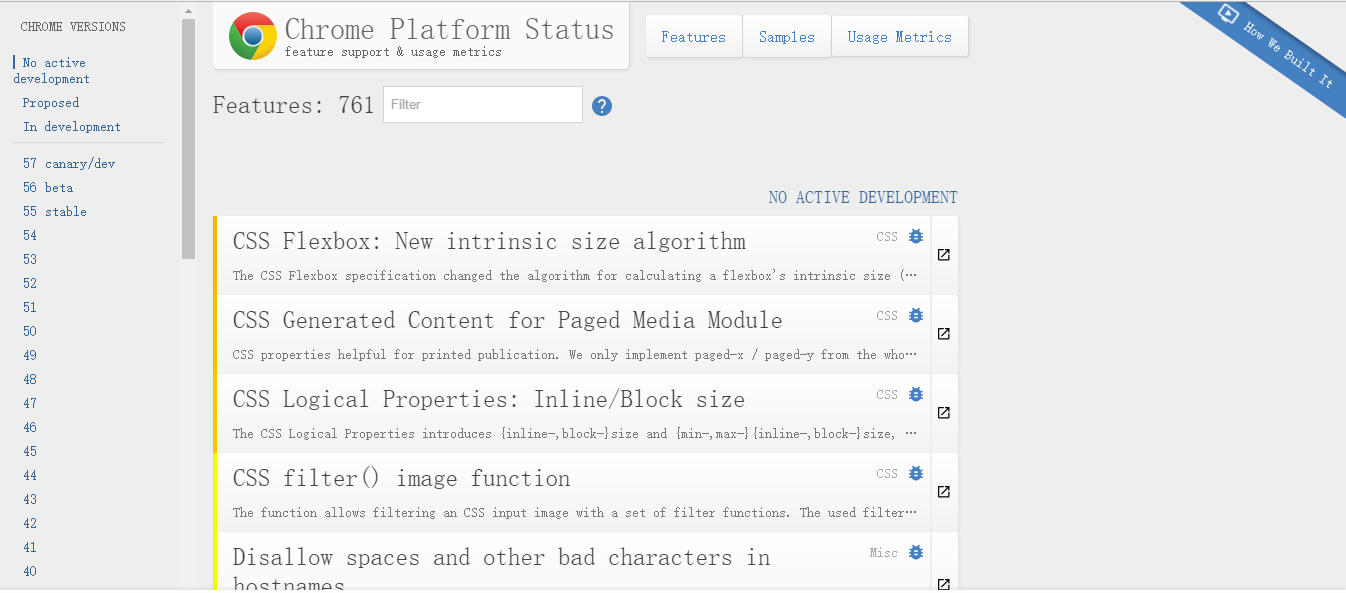 CHROME VERSIONS
No active
development
Proposed
In development
57 canary/dev
56 beta
55 stable
54
53
52
51
50
49
48
47
46
45
44
43
42
41
40
Chrome Platform Status
feature support & usage metrics
Features
Samples
Usage Metrics
How We Built It
Features: 761
Filter
?
NO ACTIVE DEVELOPMENT
CSS Flexbox: New intrinsic size algorithm
CSS
The CSS Flexbox specification changed the algorithm for calculating a flexbox's intrinsic size (…
CSS Generated Content for Paged Media Module
CSS
CSS properties helpful for printed publication. We only implement paged-x / paged-y from the who…
CSS Logical Properties: Inline/Block size
CSS
The CSS Logical Properties introduces {inline-,block-}size and {min-,max-}{inline-,block-}size, …
CSS filter() image function
CSS
The function allows filtering an CSS input image with a set of filter functions. The used filter…
Disallow spaces and other bad characters in
hostnames
Misc